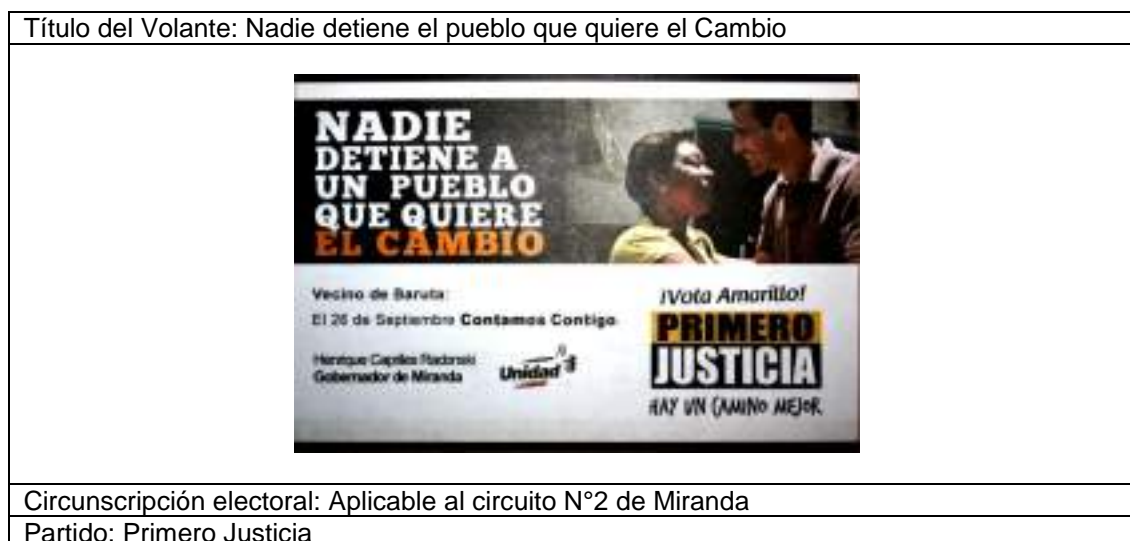 Título del Volante: Nadie detiene el pueblo que quiere el Cambio
NADIE
DETIENE A
UN PUEBLO
QUE QUIERE
EL CAMBIO
Vecino de Baruta:
El 26 de Septiembre Contamos Contigo
Henrique Capriles Radonski
Gobernador de Miranda
Unidad
¡Vota Amarillo!
PRIMERO
JUSTICIA
HAY UN CAMINO MEJOR
Circunscripción electoral: Aplicable al circuito N°2 de Miranda
Partido: Primero Justicia